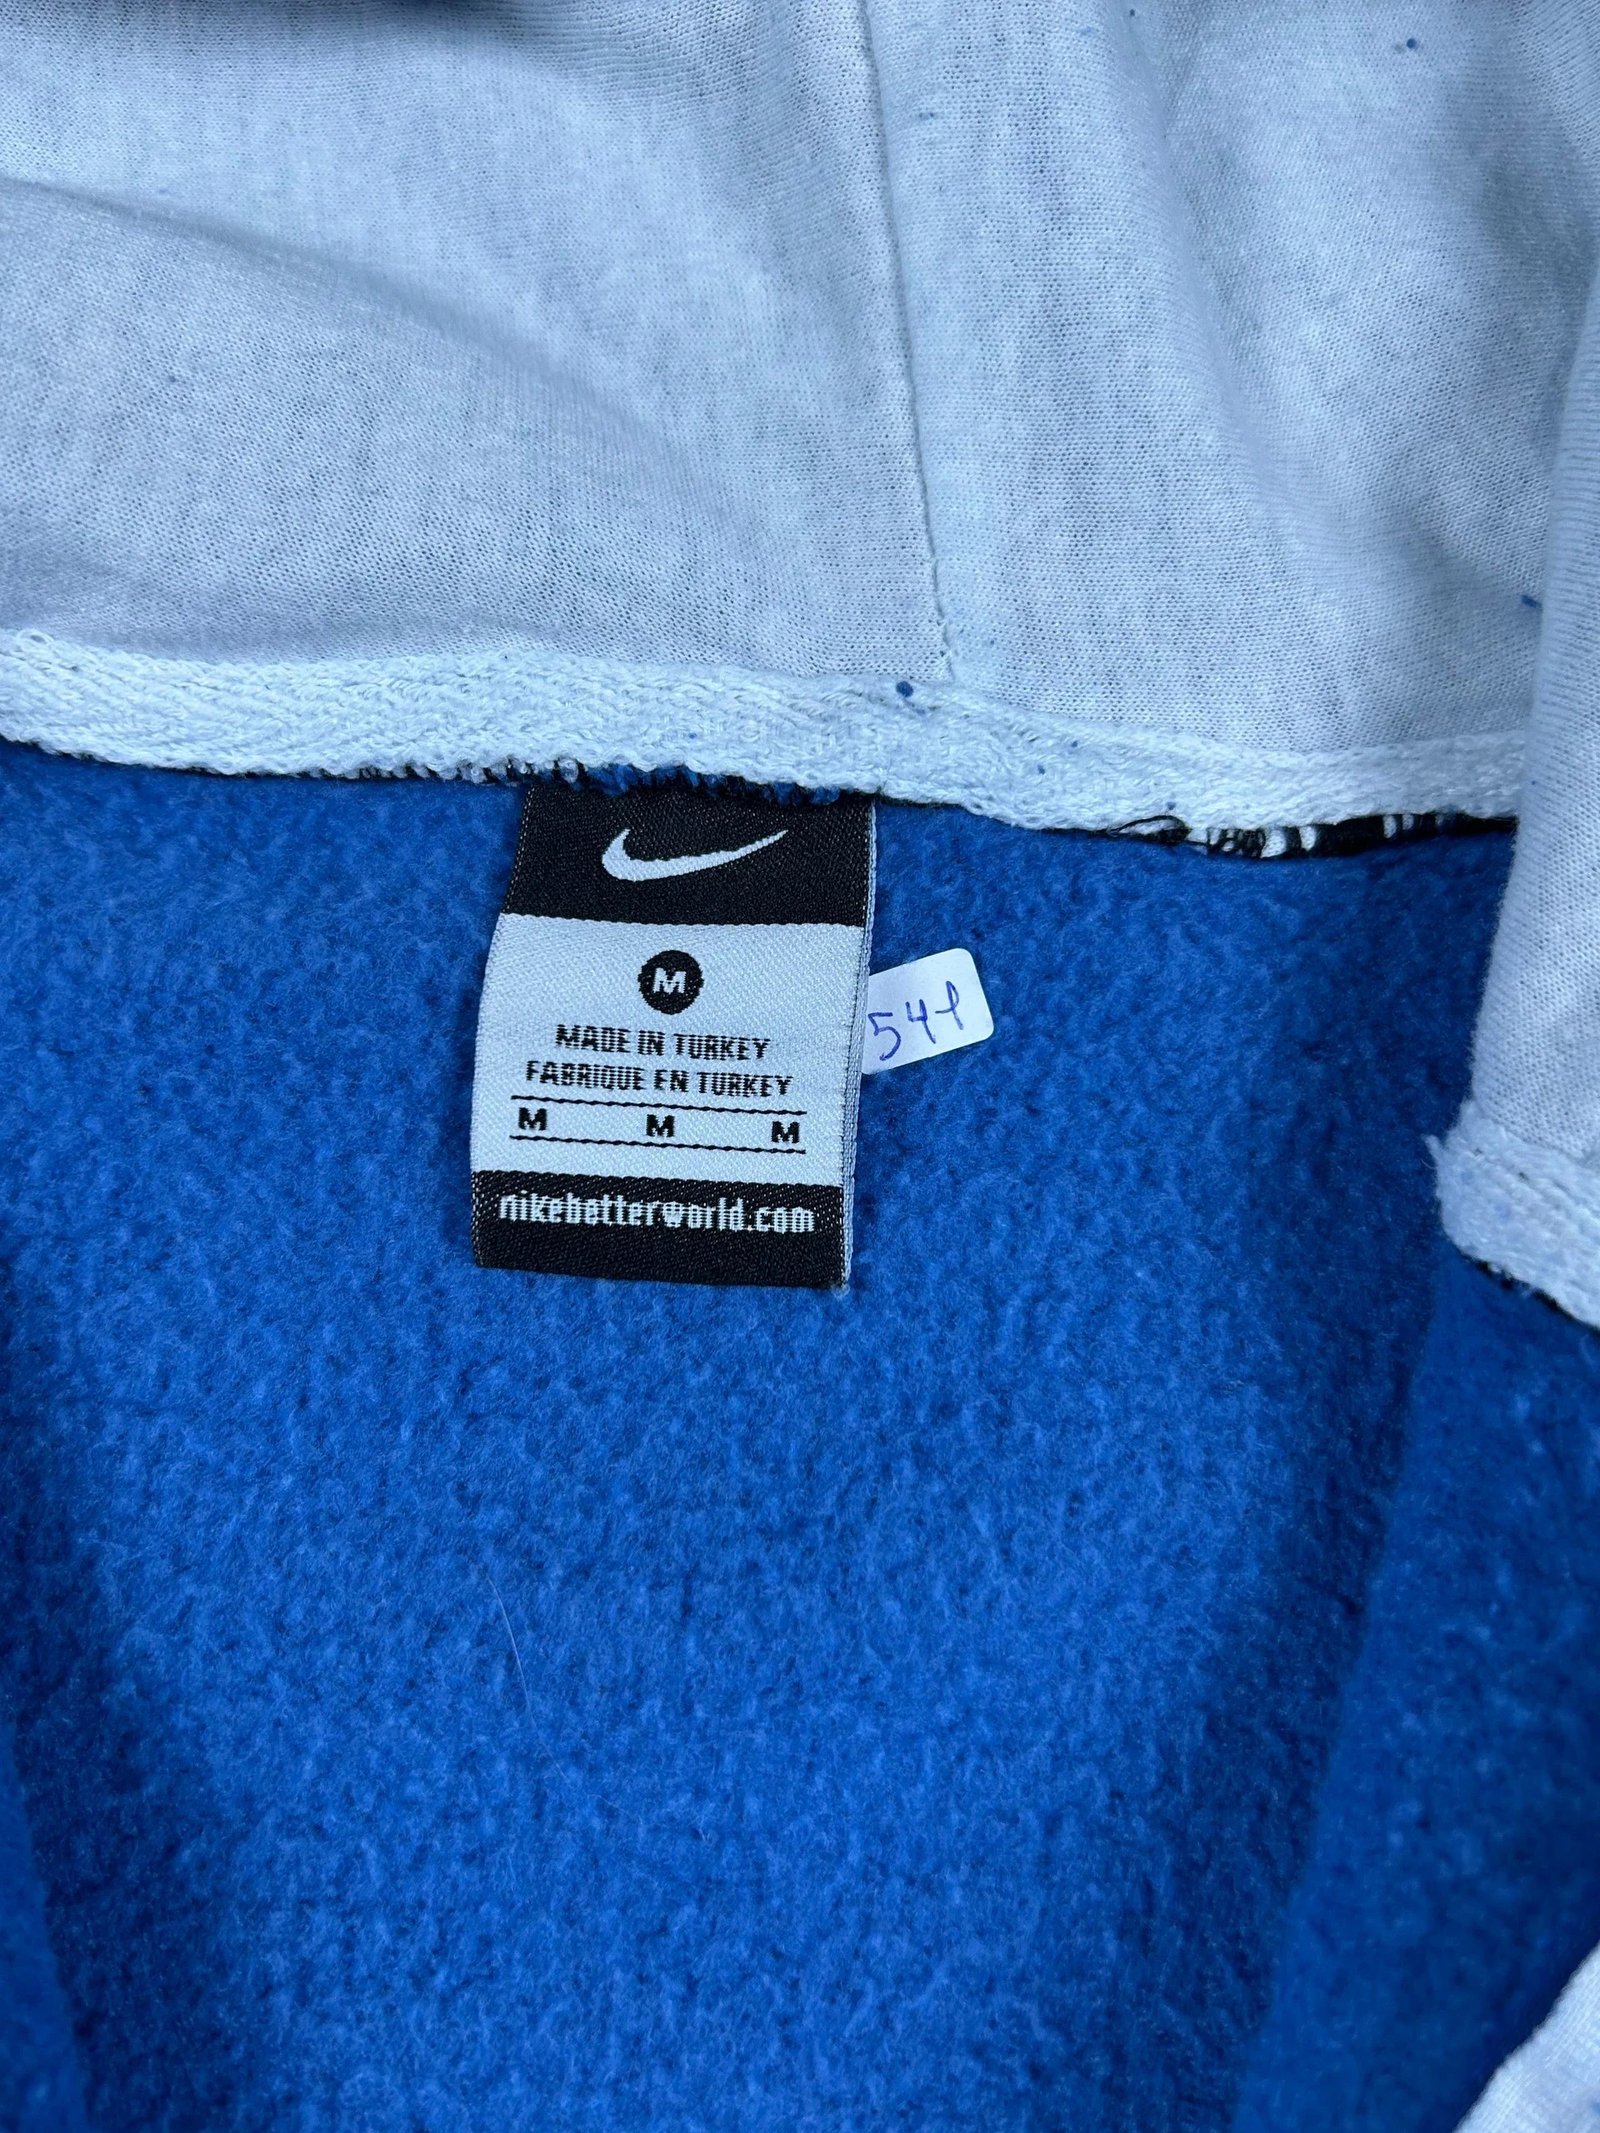 M
MADE IN TURKEY
FABRIQUE EN TURKEY
M M M
nikebetterworld.com
541